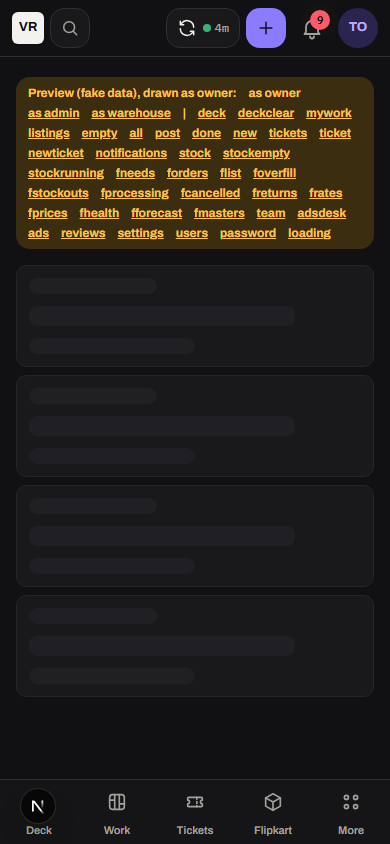 VR 4m 9 TO
Preview (fake data), drawn as owner: as owner
as admin as warehouse | deck deckclear mywork
listings empty all post done new tickets ticket
newticket notifications stock stockempty
stockrunning fneeds forders flist foverfill
fstockouts fprocessing fcancelled freturns frates
fprices fhealth fforecast fmasters team adsdesk
ads reviews settings users password loading
N
Deck Work Tickets Flipkart More